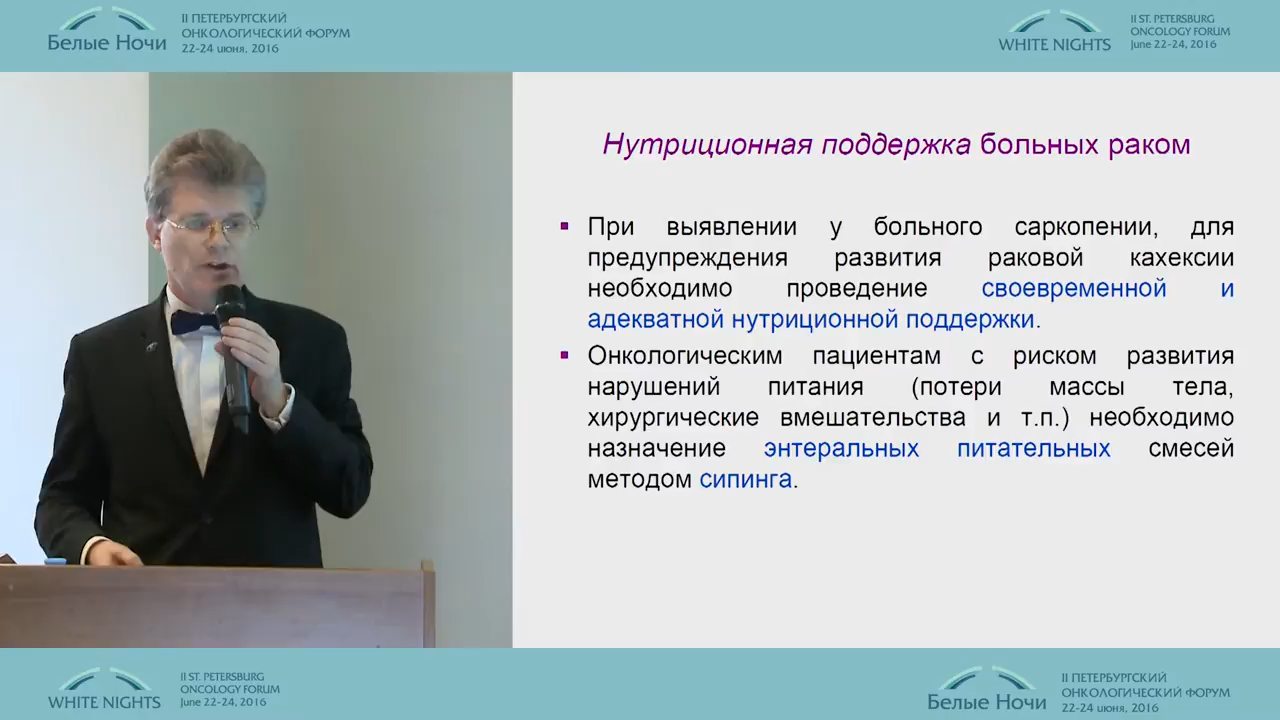 Белые Ночи
II ПЕТЕРБУРГСКИЙ
ОНКОЛОГИЧЕСКИЙ ФОРУМ
22-24 июня, 2016
WHITE NIGHTS
II ST. PETERSBURG
ONCOLOGY FORUM
June 22-24, 2016
Нутриционная поддержка больных раком
▪ При выявлении у больного саркопении, для
предупреждения развития раковой кахексии
необходимо проведение своевременной и
адекватной нутриционной поддержки.
▪ Онкологическим пациентам с риском развития
нарушений питания (потери массы тела,
хирургические вмешательства и т.п.) необходимо
назначение энтеральных питательных смесей
методом сипинга.
WHITE NIGHTS
II ST. PETERSBURG
ONCOLOGY FORUM
June 22-24, 2016
Белые Ночи
II ПЕТЕРБУРГСКИЙ
ОНКОЛОГИЧЕСКИЙ ФОРУМ
22-24 июня, 2016